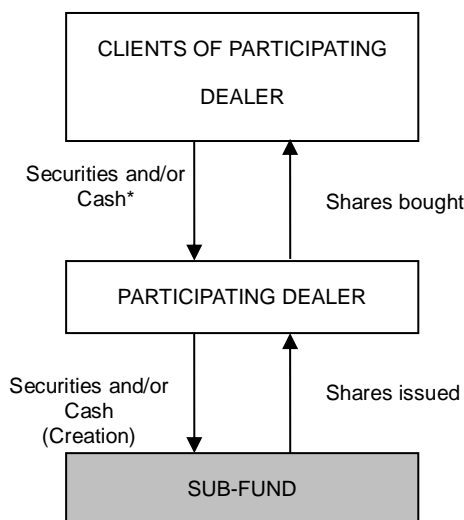 CLIENTS OF PARTICIPATING
DEALER
Securities and/or
Cash*
Shares bought
PARTICIPATING DEALER
Securities and/or
Cash
(Creation)
Shares issued
SUB-FUND